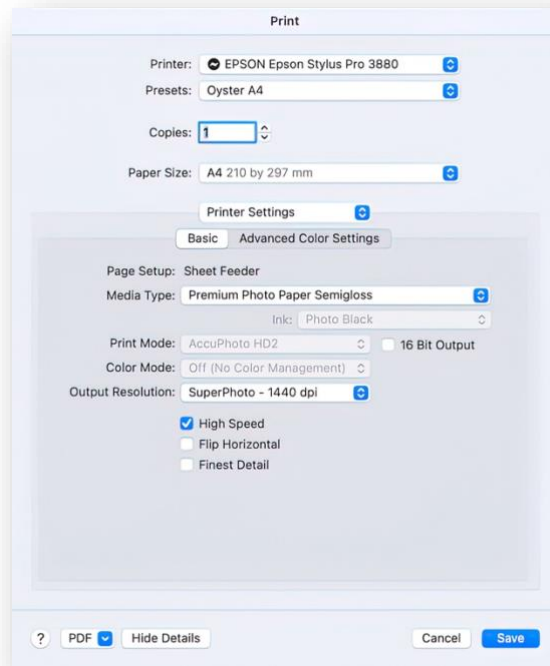 Print
Printer: EPSON Epson Stylus Pro 3880
Presets: Oyster A4
Copies: 1
Paper Size: A4 210 by 297 mm
Printer Settings
Basic Advanced Color Settings
Page Setup: Sheet Feeder
Media Type: Premium Photo Paper Semigloss
Ink: Photo Black
Print Mode: AccuPhoto HD2 16 Bit Output
Color Mode: Off (No Color Management)
Output Resolution: SuperPhoto - 1440 dpi
High Speed
Flip Horizontal
Finest Detail
? PDF Hide Details Cancel Save